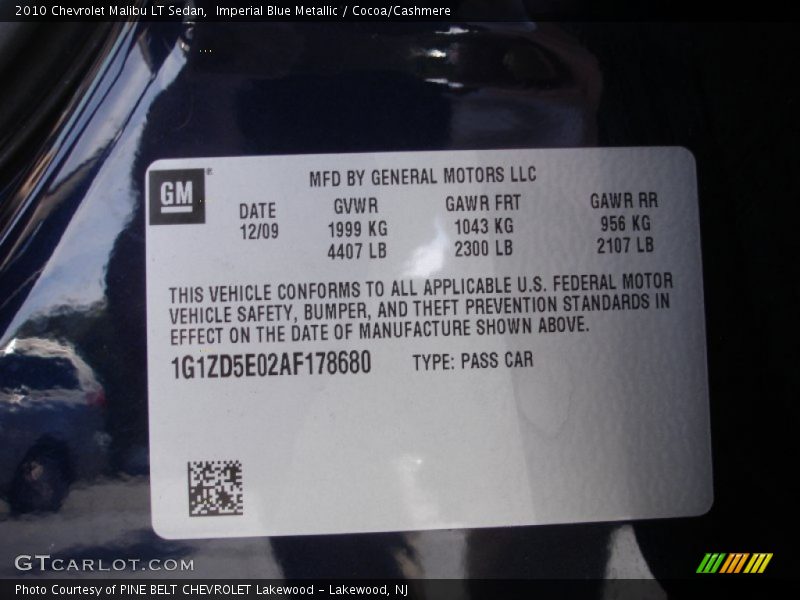 2010 Chevrolet Malibu LT Sedan, Imperial Blue Metallic / Cocoa/Cashmere
GM®
MFD BY GENERAL MOTORS LLC
DATE GVWR GAWR FRT GAWR RR
12/09 1999 KG 1043 KG 956 KG
4407 LB 2300 LB 2107 LB
THIS VEHICLE CONFORMS TO ALL APPLICABLE U.S. FEDERAL MOTOR
VEHICLE SAFETY, BUMPER, AND THEFT PREVENTION STANDARDS IN
EFFECT ON THE DATE OF MANUFACTURE SHOWN ABOVE.
1G1ZD5E02AF178680 TYPE: PASS CAR
GTCARLOT.COM
Photo Courtesy of PINE BELT CHEVROLET Lakewood - Lakewood, NJ